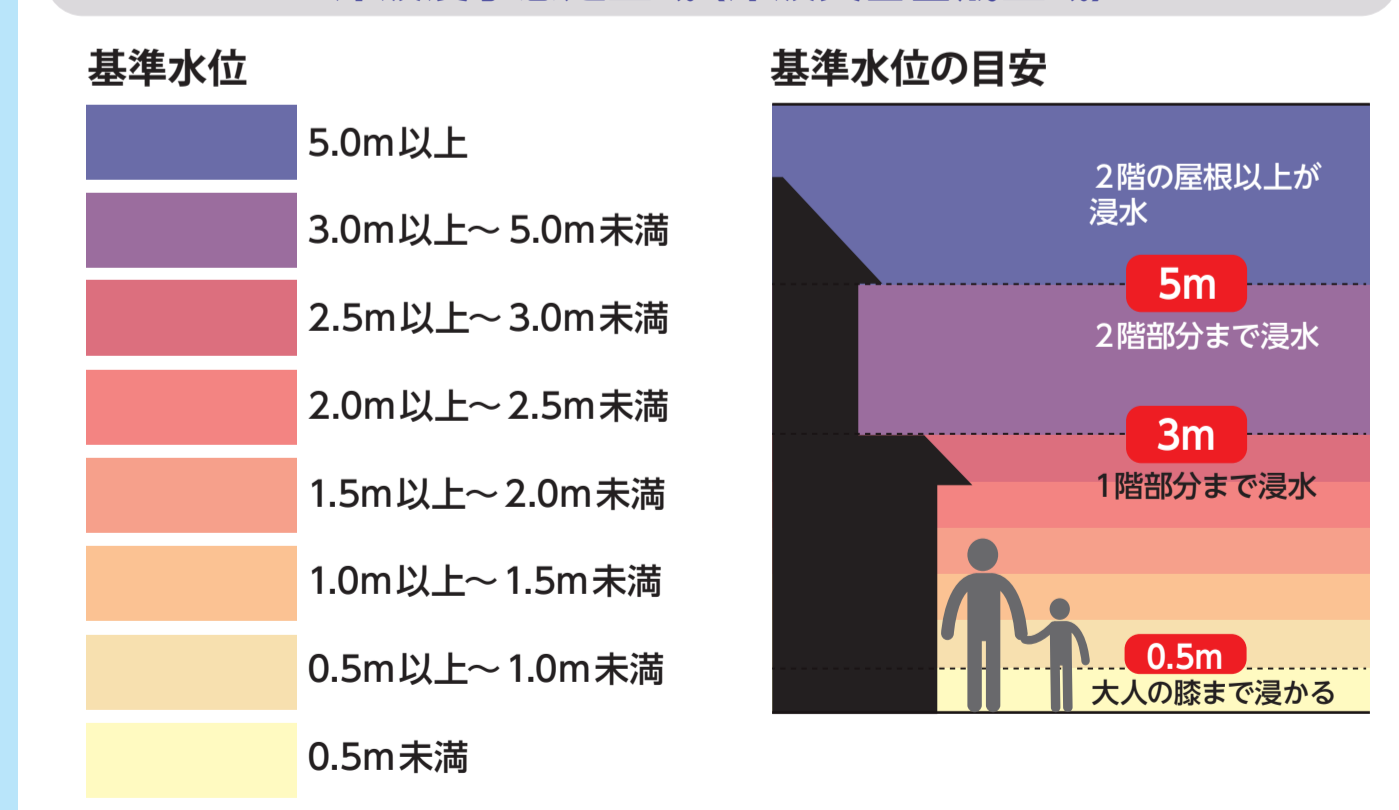 基準水位
5.0m以上
3.0m以上～5.0m未満
2.5m以上～3.0m未満
2.0m以上～2.5m未満
1.5m以上～2.0m未満
1.0m以上～1.5m未満
0.5m以上～1.0m未満
0.5m未満
基準水位の目安
2階の屋根以上が
浸水
5m
2階部分まで浸水
3m
1階部分まで浸水
0.5m
大人の膝まで浸かる